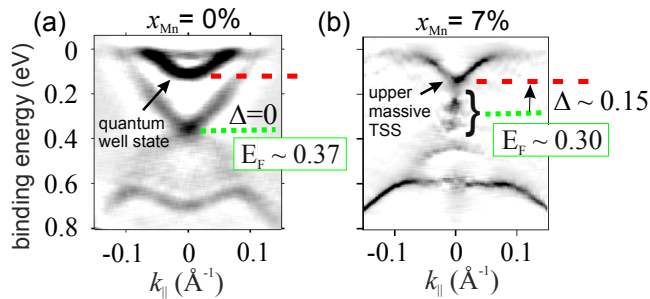 x_Mn = 0%
x_Mn = 7%
(a)
(b)
binding energy (eV)
0
0.2
0.4
0.6
0.8
quantum
well state
Δ=0
E_F ~ 0.37
upper
massive
TSS
}
Δ ~ 0.15
E_F ~ 0.30
-0.1 0 0.1
-0.1 0 0.1
k_|| (Å⁻¹)
k_|| (Å⁻¹)